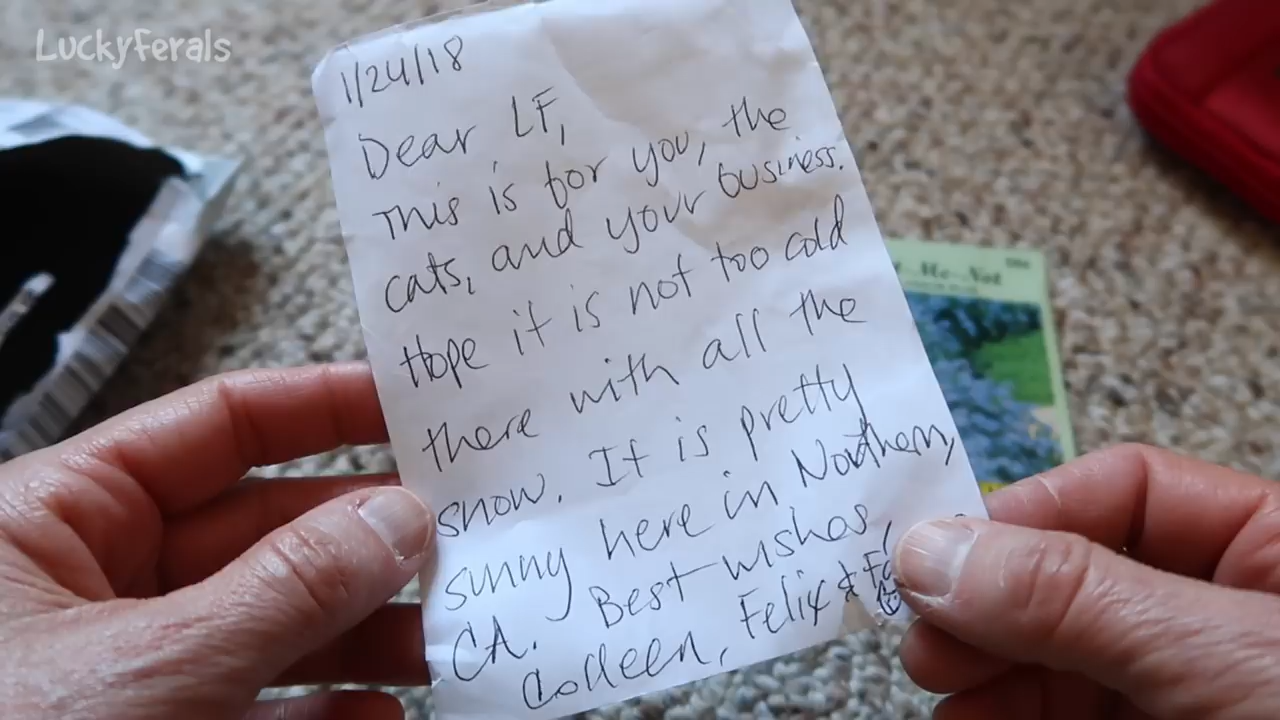 LuckyFerals
1/24/18
Dear LF,
This is for you, the
cats, and your business.
Hope it is not too cold
there with all the
snow. It is pretty
sunny here in Northern,
CA. Best wishes,
Colleen, Felix &